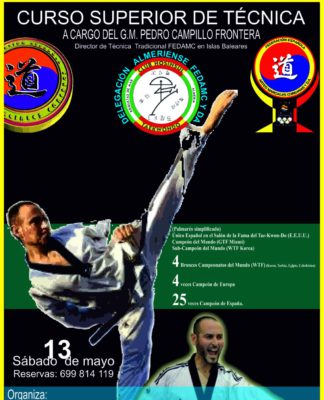 CURSO SUPERIOR DE TÉCNICA
A CARGO DEL G.M. PEDRO CAMPILLO FRONTERA
Director de Técnica Tradicional FEDAMC en Islas Baleares
DELEGACIÓN ALMERIENSE FEDAMC Y DA
TAEKWONDO
(Palmarés simplificado)
Único Español en el Salón de la Fama del Tae-Kwon-Do (E.E.U.U.)
Campeón del Mundo (GTF Miami)
Sub-Campeón del Mundo (WTF Korea)
4 Bronces Campeonatos del Mundo (WTF)
4 veces Campeón de Europa
25 veces Campeón de España.
13
Sábado de mayo
Reservas: 699 814 119
Organiza: